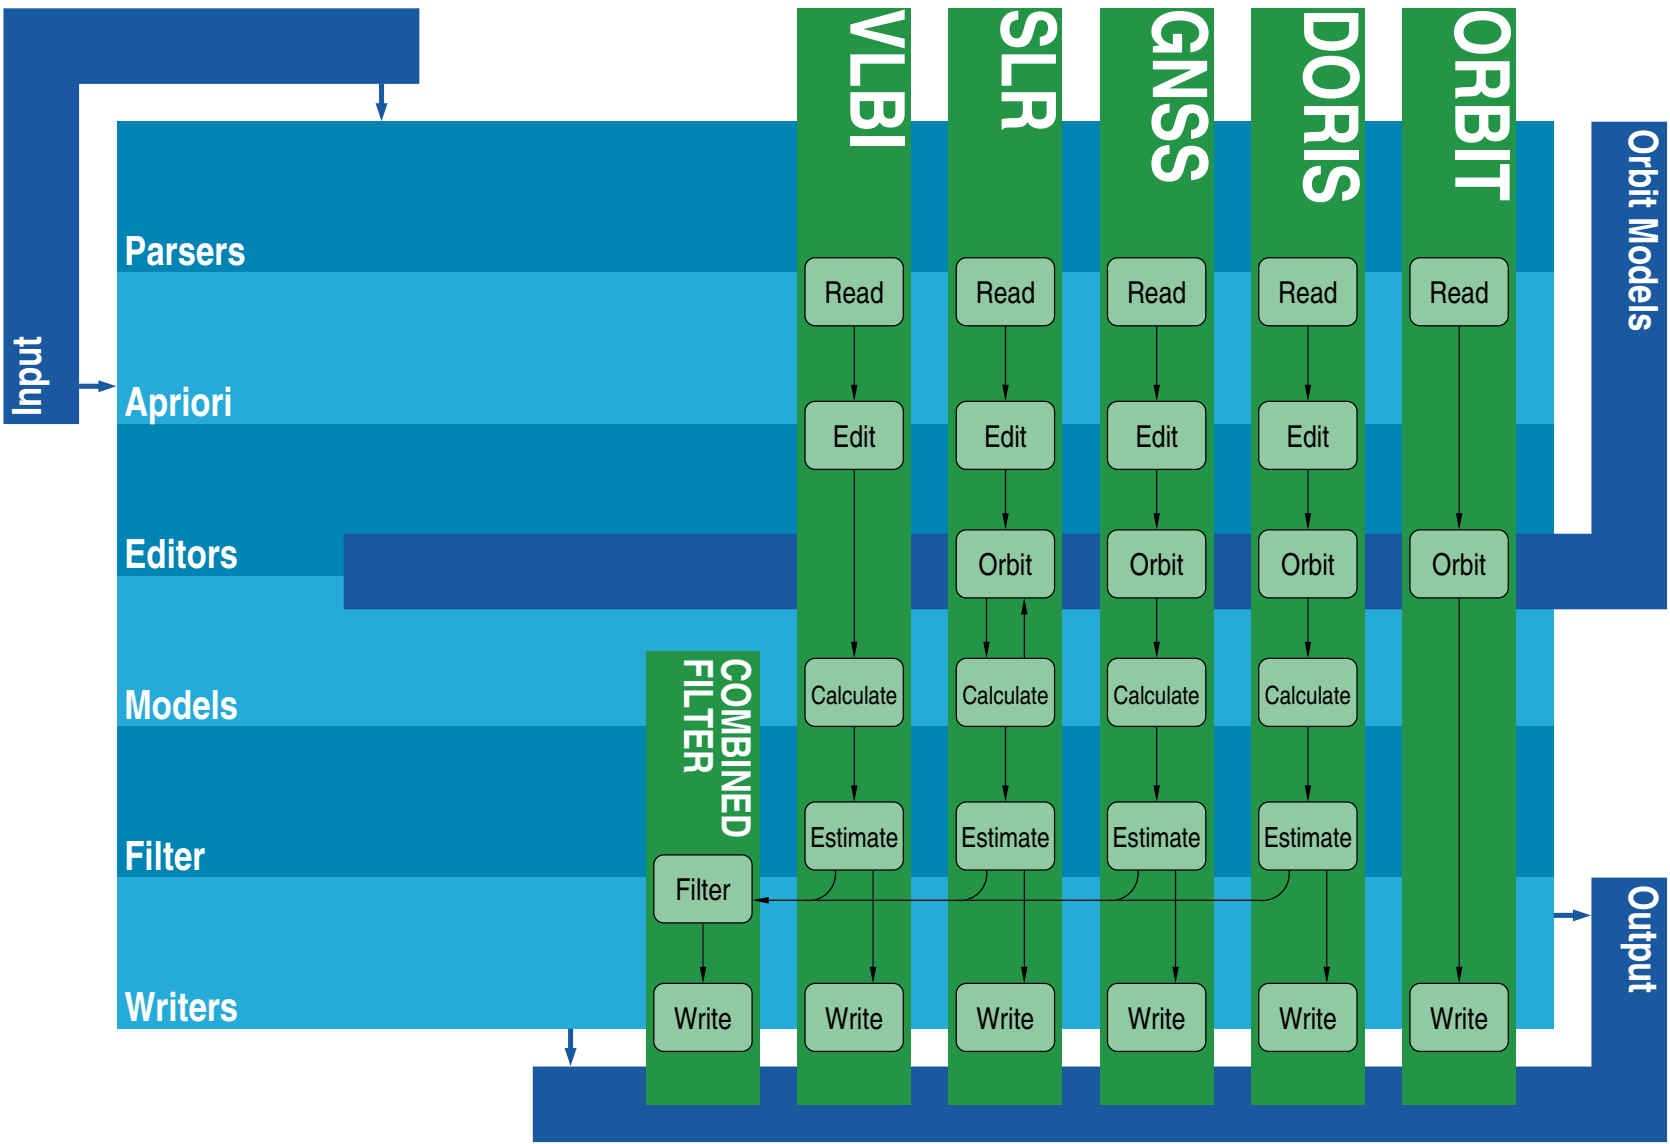 VLBI
SLR
GNSS
DORIS
ORBIT
Orbit Models
Input
Parsers
Read
Read
Read
Read
Read
Apriori
Edit
Edit
Edit
Edit
Editors
Orbit
Orbit
Orbit
Orbit
Models
COMBINED
FILTER
Calculate
Calculate
Calculate
Calculate
Filter
Estimate
Estimate
Estimate
Estimate
Filter
Output
Writers
Write
Write
Write
Write
Write
Write